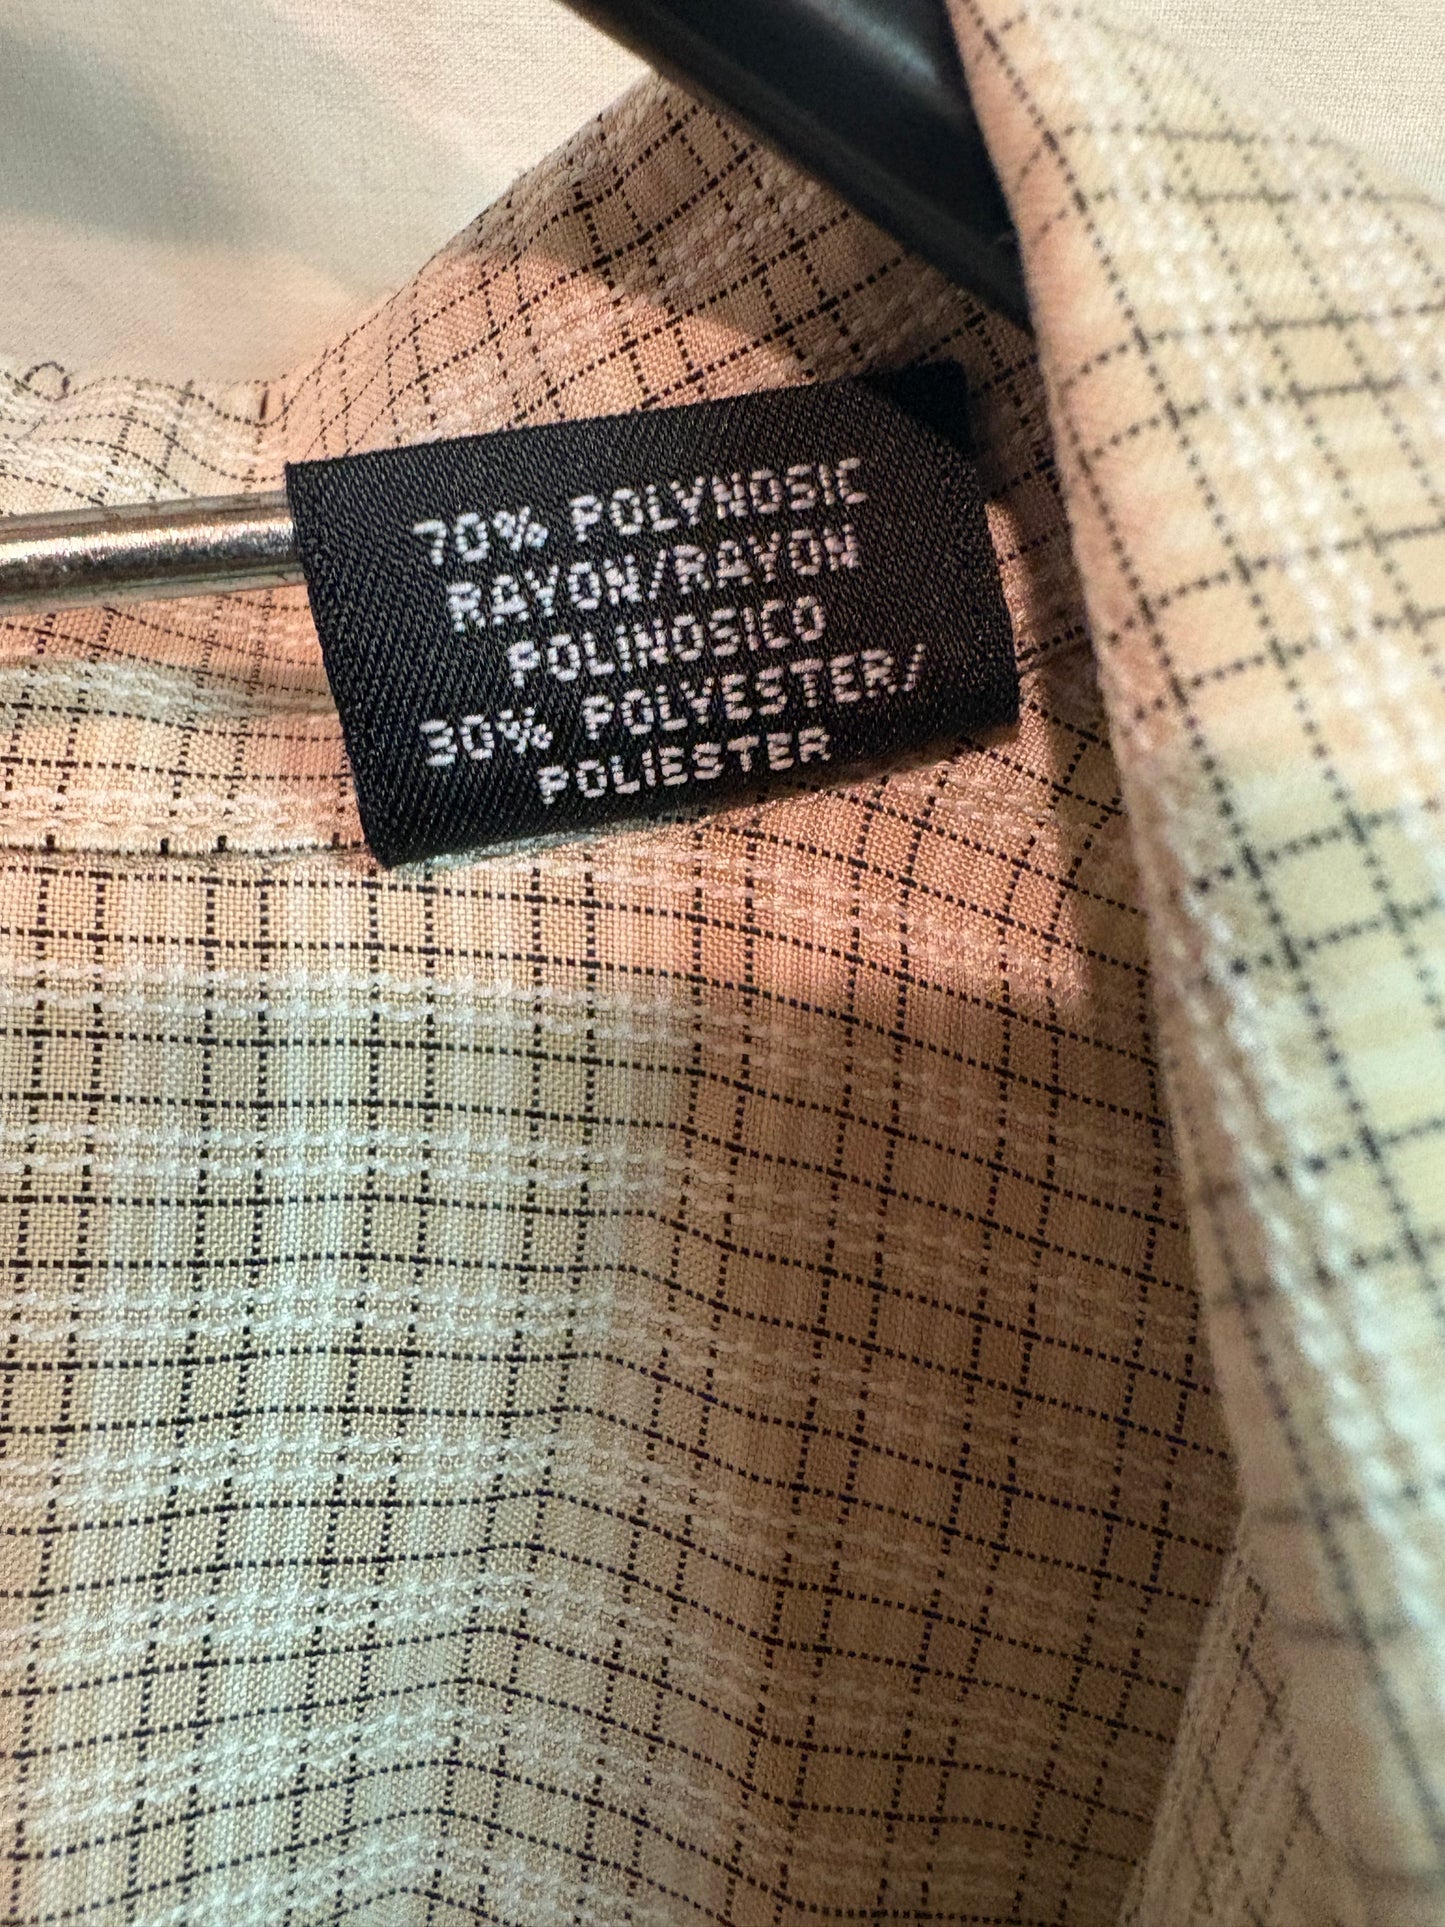 70% POLYNOSIC
RAYON/RAYON
POLINOSICO
30% POLYESTER/
POLIESTER